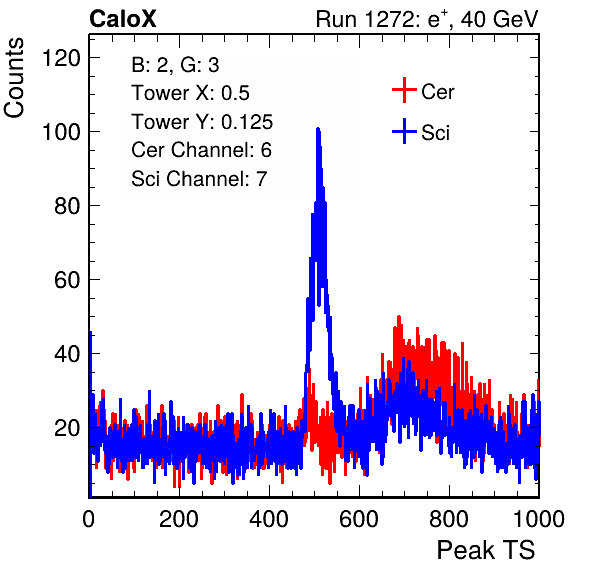 CaloX
Run 1272: e+, 40 GeV
Counts
120
100
80
60
40
20
B: 2, G: 3
Tower X: 0.5
Tower Y: 0.125
Cer Channel: 6
Sci Channel: 7
Cer
Sci
0 200 400 600 800 1000
Peak TS